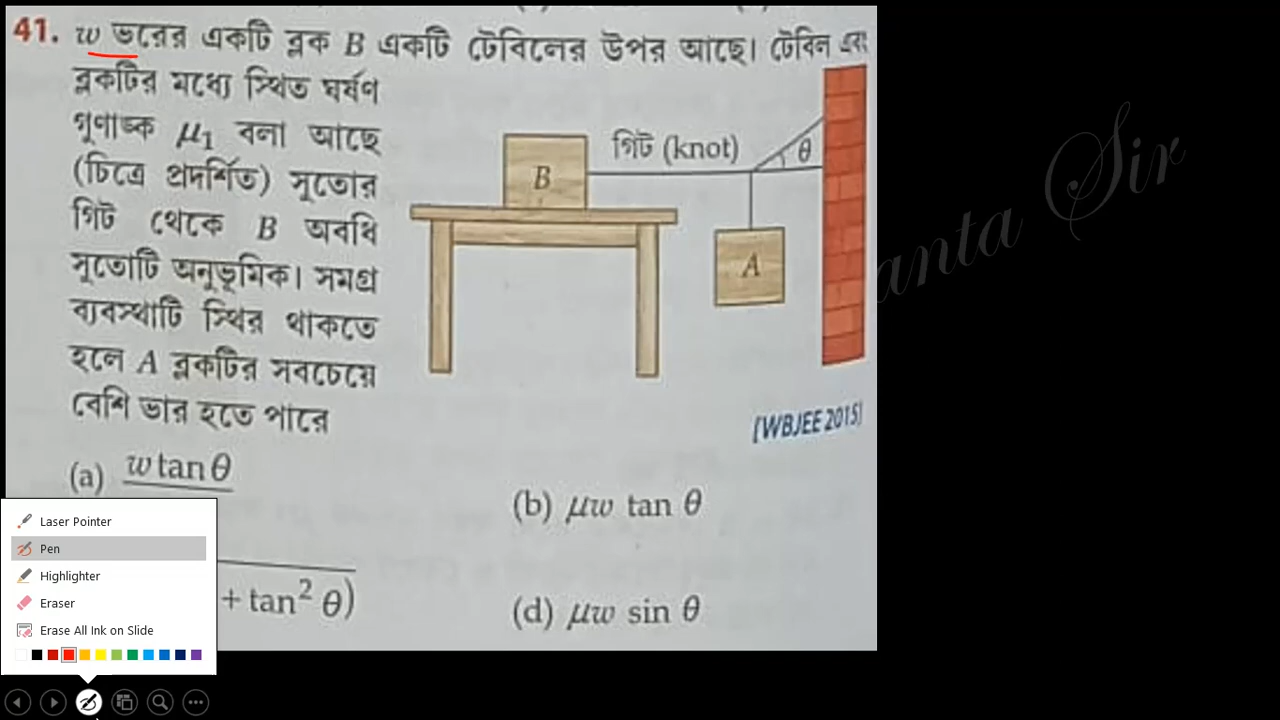 41. w ভরের একটি ব্লক B একটি টেবিলের উপর আছে। টেবিল এবং
ব্লকটির মধ্যে স্থিত ঘর্ষণ
গুণাঙ্ক μ₁ বলা আছে
(চিত্রে প্রদর্শিত) সুতোর
গিট থেকে B অবধি
সুতোটি অনুভূমিক। সমগ্র
ব্যবস্থাটি স্থির থাকতে
হলে A ব্লকটির সবচেয়ে
বেশি ভার হতে পারে
গিট (knot)
θ
B
A
[WBJEE 2015]
(a) w tan θ
(b) μw tan θ
+ tan² θ)
(d) μw sin θ
anta Sir
Laser Pointer
Pen
Highlighter
Eraser
Erase All Ink on Slide